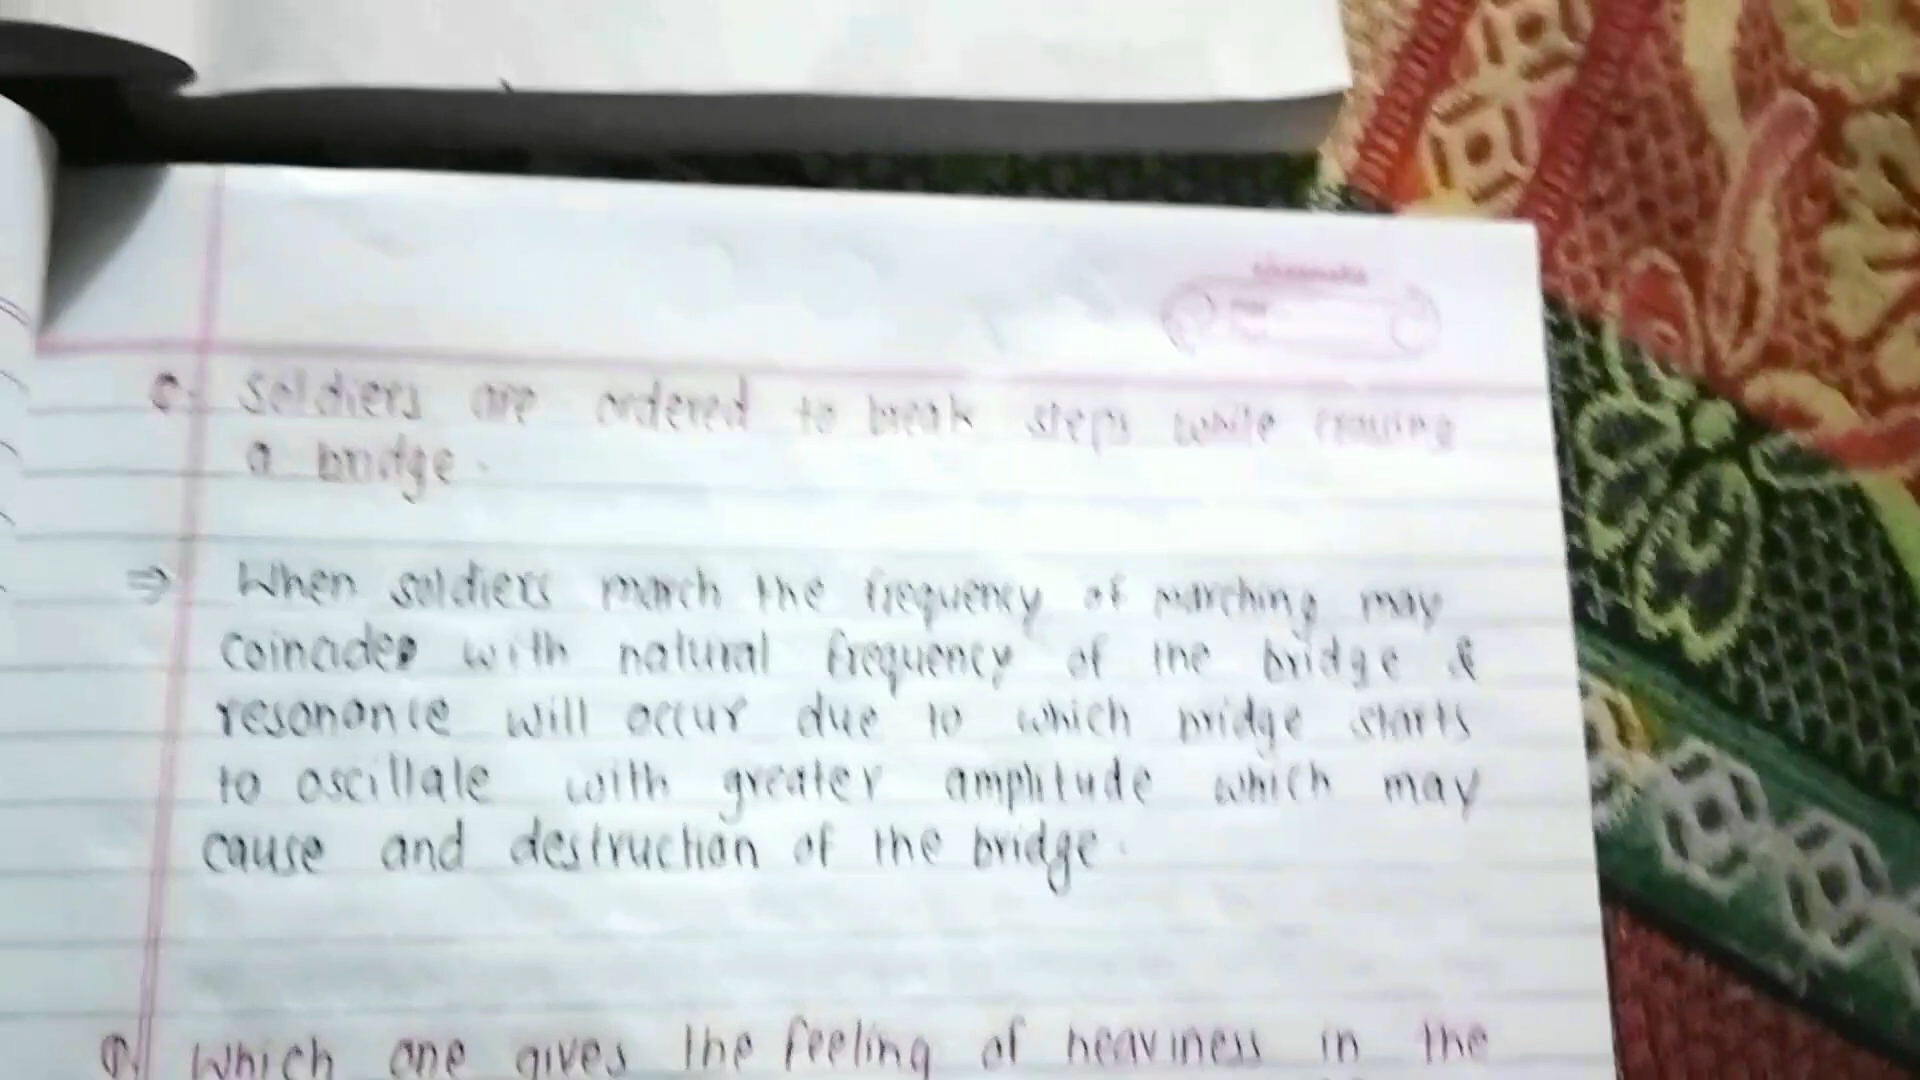 Q. Soldiers are ordered to break steps while crossing
a bridge.
⇒ When soldiers march the frequency of marching may
coincides with natural frequency of the bridge &
resonance will occur due to which bridge starts
to oscillate with greater amplitude which may
cause and destruction of the bridge.
Q. Which one gives the feeling of heaviness in the